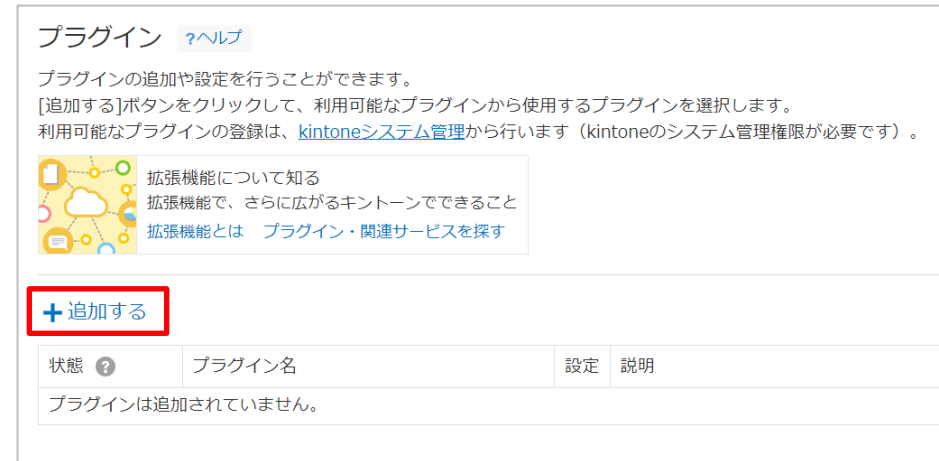 プラグイン ?ヘルプ
プラグインの追加や設定を行うことができます。
[追加する]ボタンをクリックして、利用可能なプラグインから使用するプラグインを選択します。
利用可能なプラグインの登録は、kintoneシステム管理から行います（kintoneのシステム管理権限が必要です）。
拡張機能について知る
拡張機能で、さらに広がるキントーンでできること
拡張機能とは プラグイン・関連サービスを探す
+追加する
状態 ? プラグイン名 設定 説明
プラグインは追加されていません。